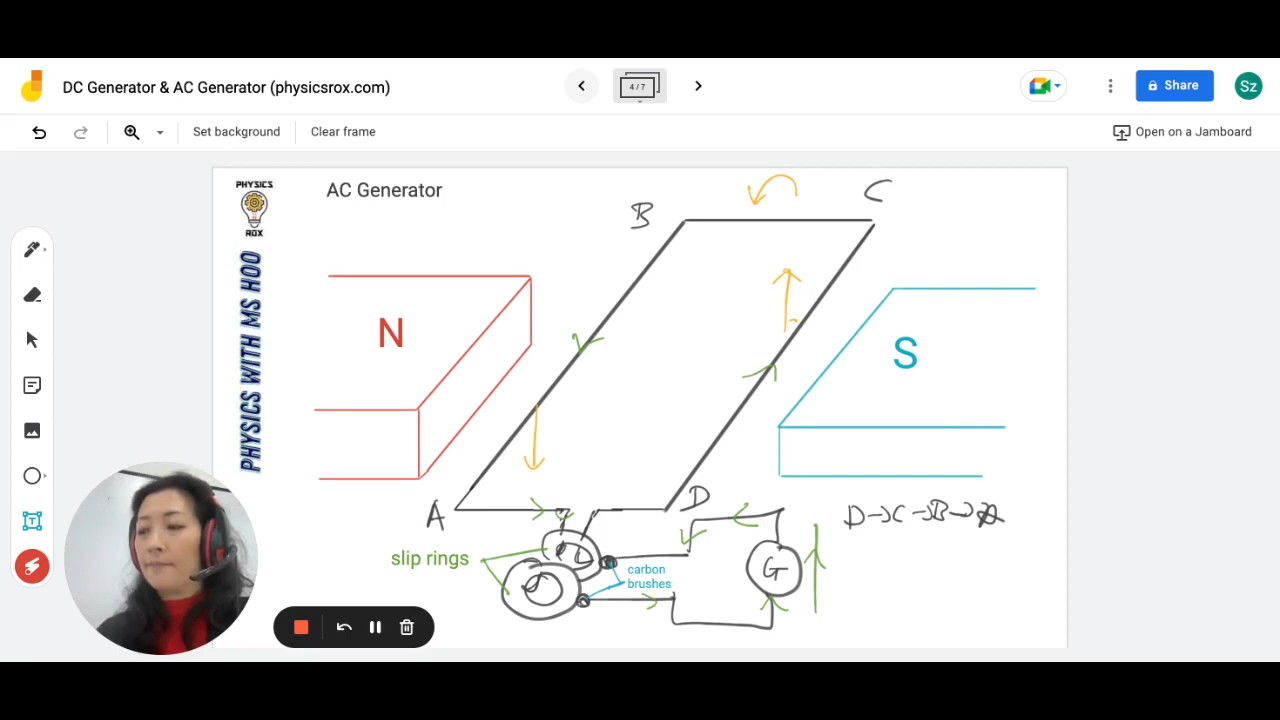 DC Generator & AC Generator (physicsrox.com)
4 / 7
Share
Sz
Set background
Clear frame
Open on a Jamboard
PHYSICS
ROX
AC Generator
PHYSICS WITH MS HOO
B
C
N
S
A
D
D→C→B→A
slip rings
carbon
brushes
G
T